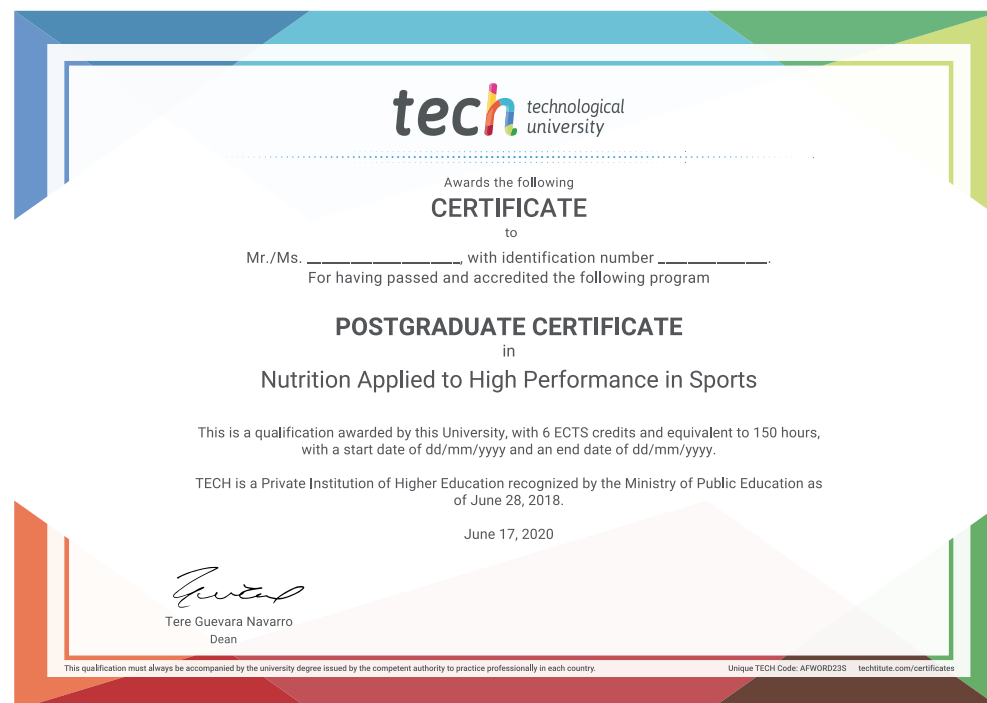 tech technological
university
Awards the following
CERTIFICATE
to
Mr./Ms. ____________________, with identification number ______________.
For having passed and accredited the following program
POSTGRADUATE CERTIFICATE
in
Nutrition Applied to High Performance in Sports
This is a qualification awarded by this University, with 6 ECTS credits and equivalent to 150 hours,
with a start date of dd/mm/yyyy and an end date of dd/mm/yyyy.
TECH is a Private Institution of Higher Education recognized by the Ministry of Public Education as
of June 28, 2018.
June 17, 2020
Tere Guevara Navarro
Dean
This qualification must always be accompanied by the university degree issued by the competent authority to practice professionally in each country. Unique TECH Code: AFWORD23S techtitute.com/certificates